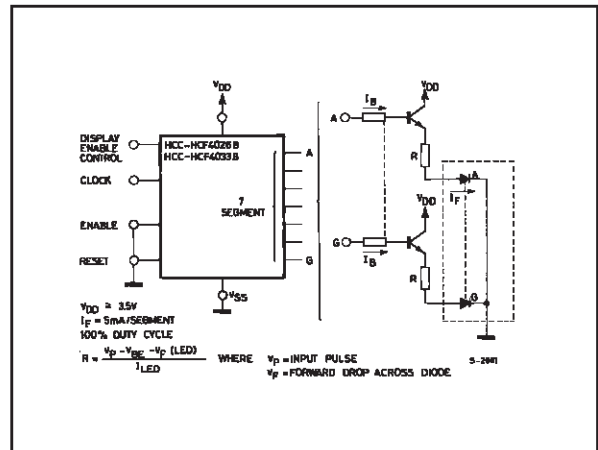 VDD
DISPLAY
ENABLE
CONTROL
CLOCK
ENABLE
RESET
HCC-HCF4026B
HCC-HCF4033B
7
SEGMENT
A
G
VSS
A
IB
VDD
R
A
IF
G
IB
VDD
R
G
VDD ≥ 3.5V
IF = 5mA/SEGMENT
100% DUTY CYCLE
R = VP - VBE - VF (LED)
ILED
WHERE VP = INPUT PULSE
VF = FORWARD DROP ACROSS DIODE